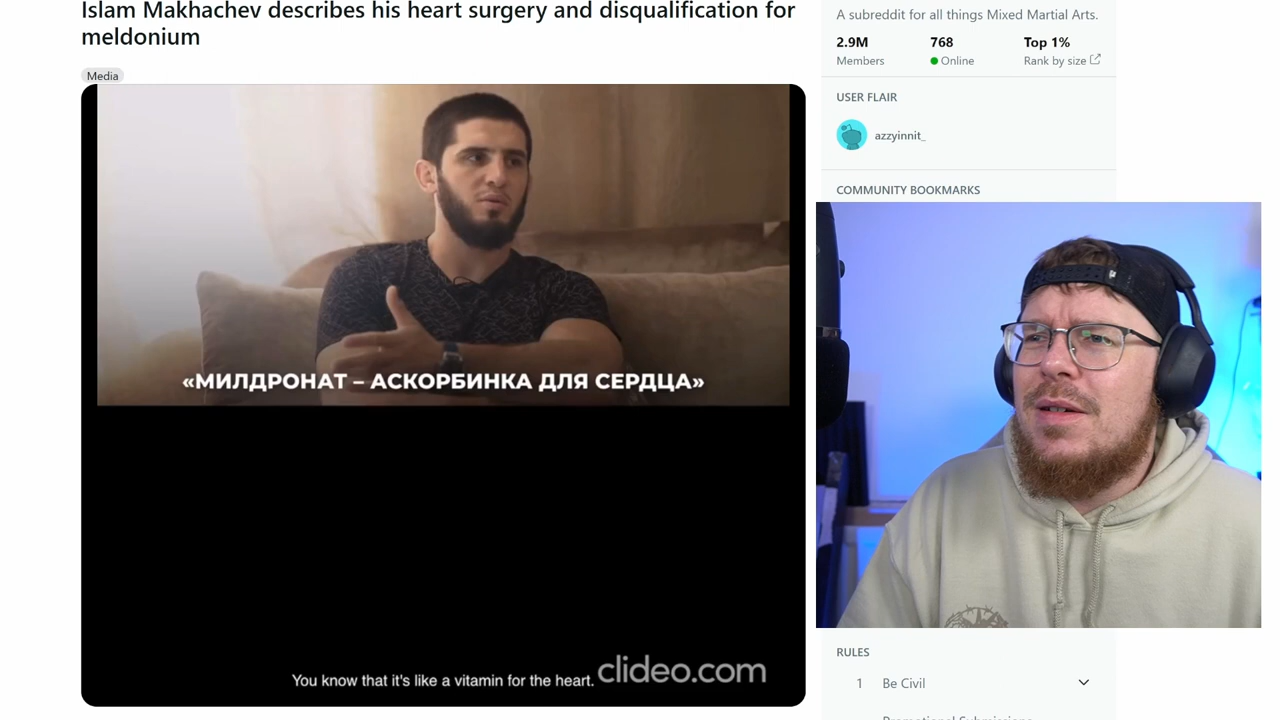 Islam Makhachev describes his heart surgery and disqualification for
meldonium
Media
«МИЛДРОНАТ – АСКОРБИНКА ДЛЯ СЕРДЦА»
You know that it's like a vitamin for the heart.
clideo.com
A subreddit for all things Mixed Martial Arts.
2.9M 768 Top 1%
Members Online Rank by size
USER FLAIR
azzyinnit_
COMMUNITY BOOKMARKS
RULES
1 Be Civil
Promotional Submissions